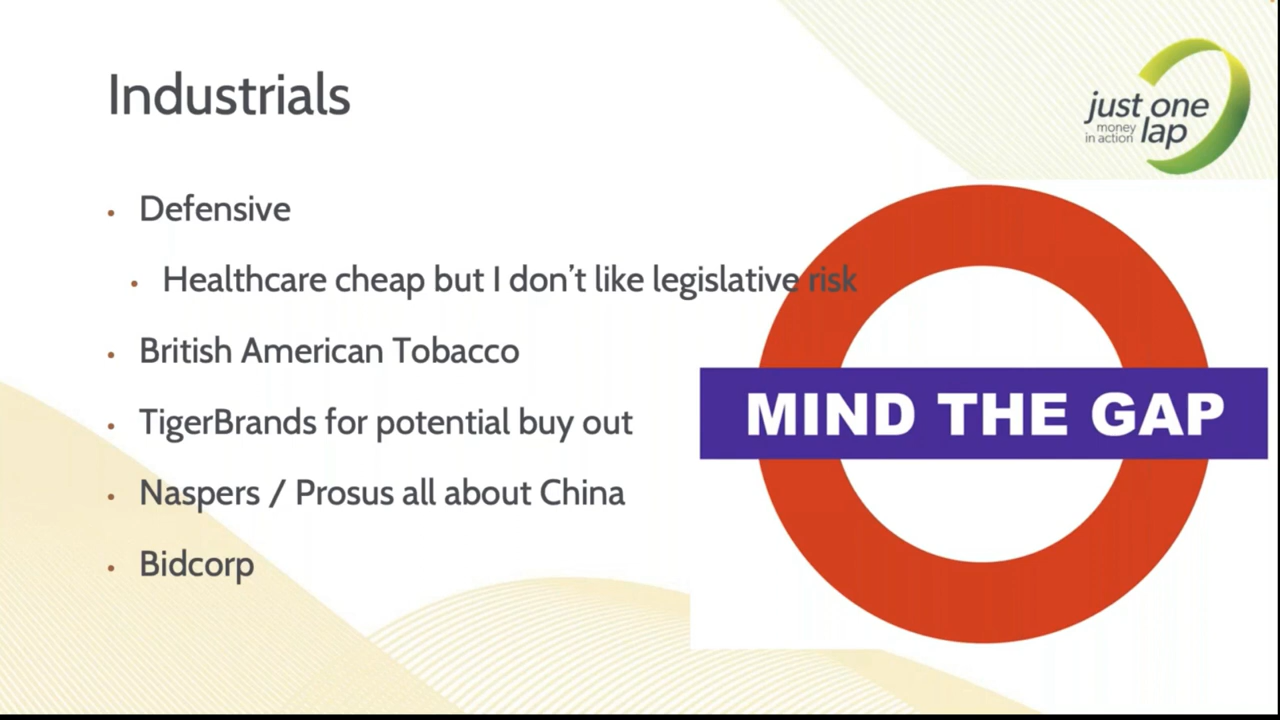 Industrials
just one
money
in action lap
• Defensive
• Healthcare cheap but I don't like legislative risk
• British American Tobacco
• TigerBrands for potential buy out
• Naspers / Prosus all about China
• Bidcorp
MIND THE GAP